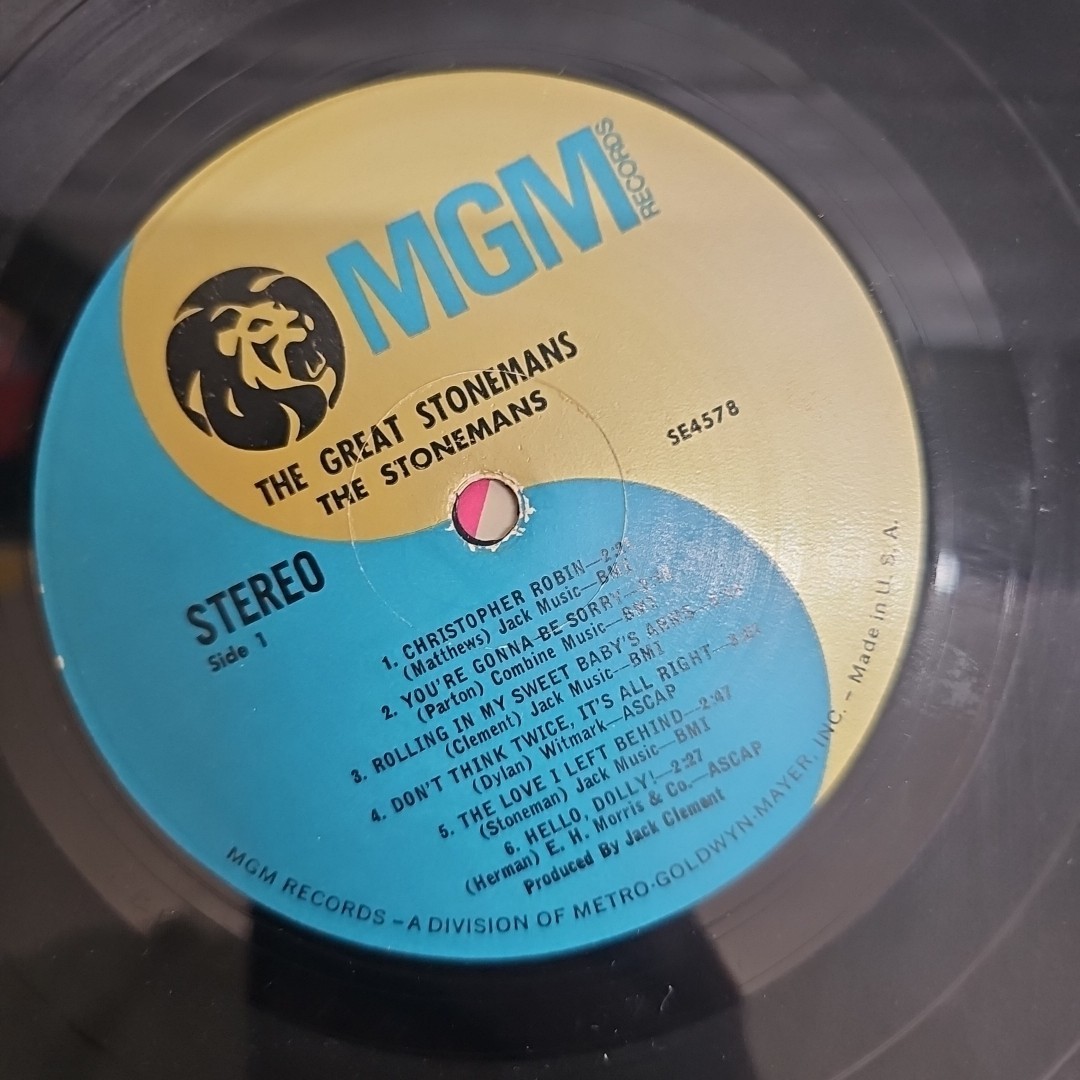 MGM RECORDS
THE GREAT STONEMANS
THE STONEMANS
SE4578
STEREO
Side 1
1. CHRISTOPHER ROBIN—
(Matthews) Jack Music—BMI
2. YOU'RE GONNA BE SORRY—
(Parton) Combine Music—BMI
3. ROLLING IN MY SWEET BABY'S ARMS—
(Clement) Jack Music—BMI
4. DON'T THINK TWICE, IT'S ALL RIGHT—
(Dylan) Witmark—ASCAP
5. THE LOVE I LEFT BEHIND—2:47
(Stoneman) Jack Music—BMI
6. HELLO, DOLLY!—2:27
(Herman) E. H. Morris & Co.—ASCAP
Produced By Jack Clement
MGM RECORDS – A DIVISION OF METRO-GOLDWYN-MAYER, INC. – Made in U.S.A.